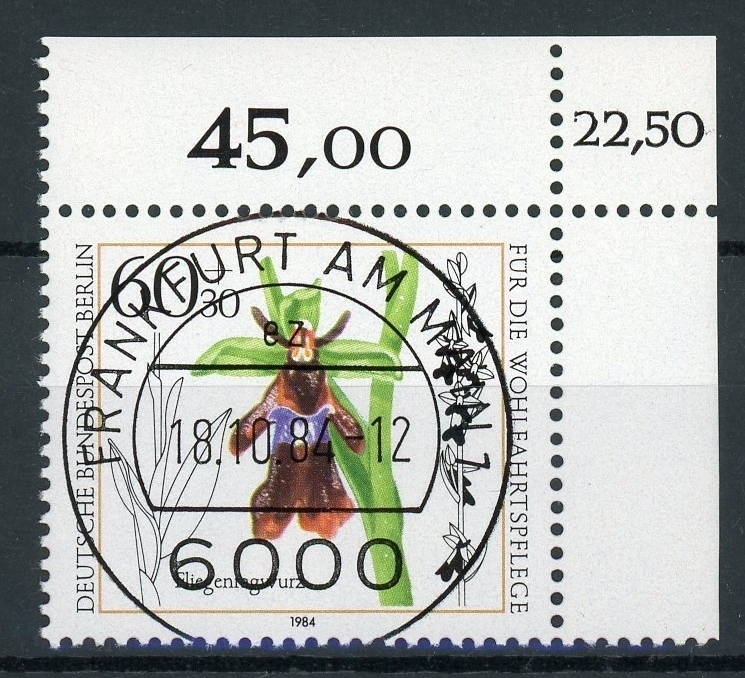 45,00
22,50
60
+
30
DEUTSCHE BUNDESPOST BERLIN
FÜR DIE WOHLFAHRTSPFLEGE
FRANKFURT AM MAIN 1
ez
18.10.84-12
6000
Fliegenragwurz
1984